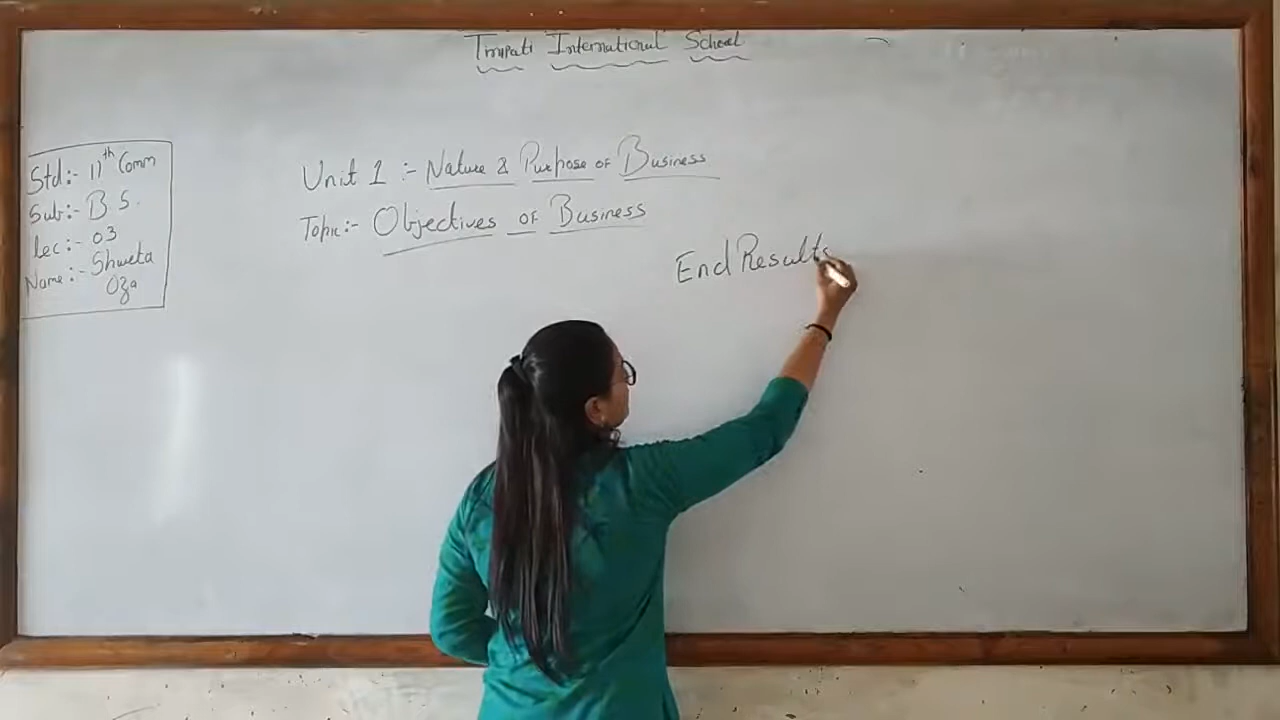 Tirupati International School
Std:- 11th Comm
Sub:- B S.
lec:- 03
Name:- Shweta
Oza
Unit 1 :- Nature & Purpose of Business
Topic:- Objectives of Business
End Results